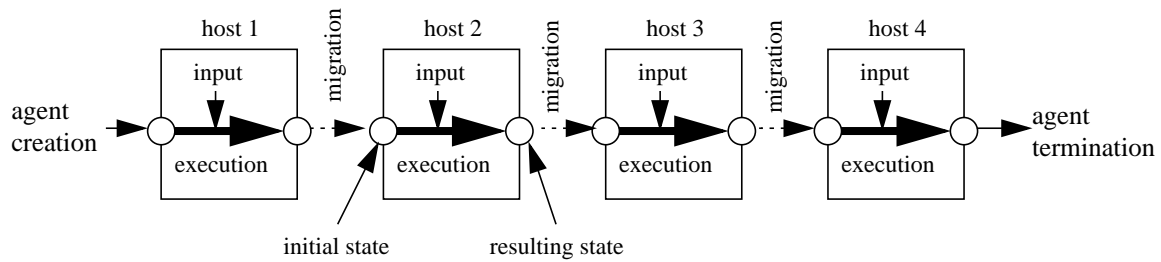 host 1
host 2
host 3
host 4
migration
migration
migration
input
input
input
input
agent
creation
execution
execution
execution
execution
agent
termination
initial state
resulting state